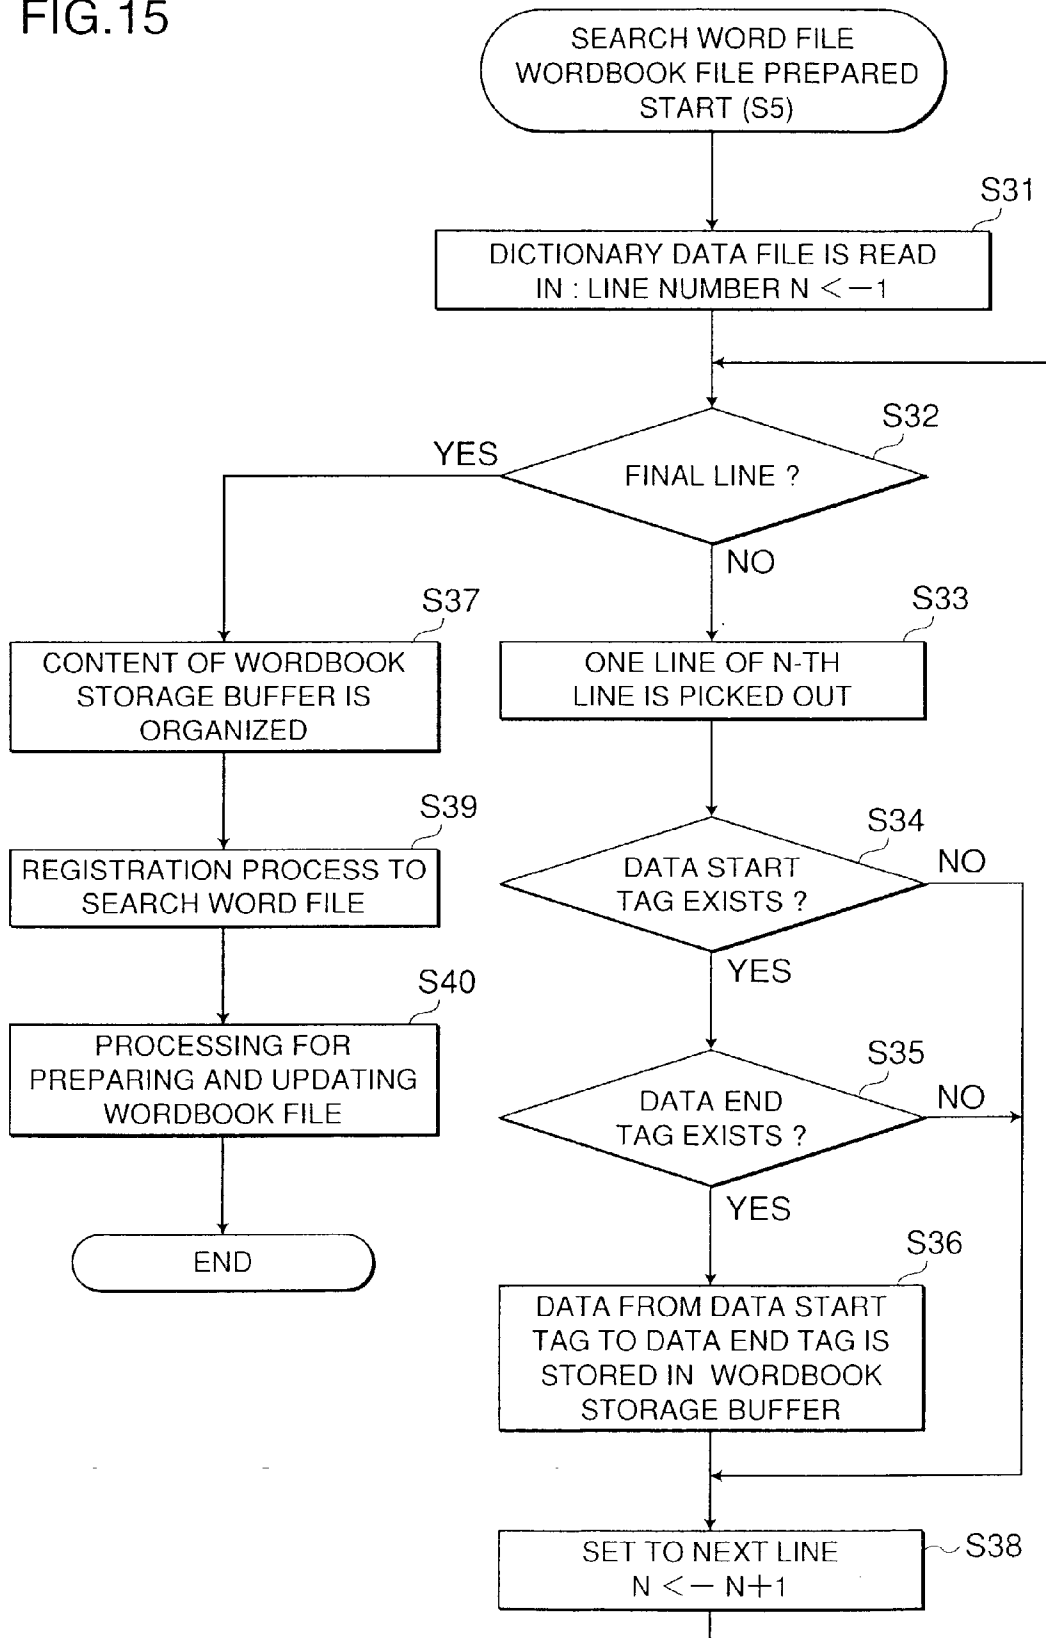 FIG.15
SEARCH WORD FILE
WORDBOOK FILE PREPARED
START (S5)
S31
DICTIONARY DATA FILE IS READ
IN : LINE NUMBER N <−1
S32
YES
FINAL LINE ?
NO
S37
CONTENT OF WORDBOOK
STORAGE BUFFER IS
ORGANIZED
S33
ONE LINE OF N-TH
LINE IS PICKED OUT
S39
REGISTRATION PROCESS TO
SEARCH WORD FILE
S34
DATA START
TAG EXISTS ?
NO
YES
S40
PROCESSING FOR
PREPARING AND UPDATING
WORDBOOK FILE
S35
DATA END
TAG EXISTS ?
NO
YES
END
S36
DATA FROM DATA START
TAG TO DATA END TAG IS
STORED IN WORDBOOK
STORAGE BUFFER
S38
SET TO NEXT LINE
N <− N+1